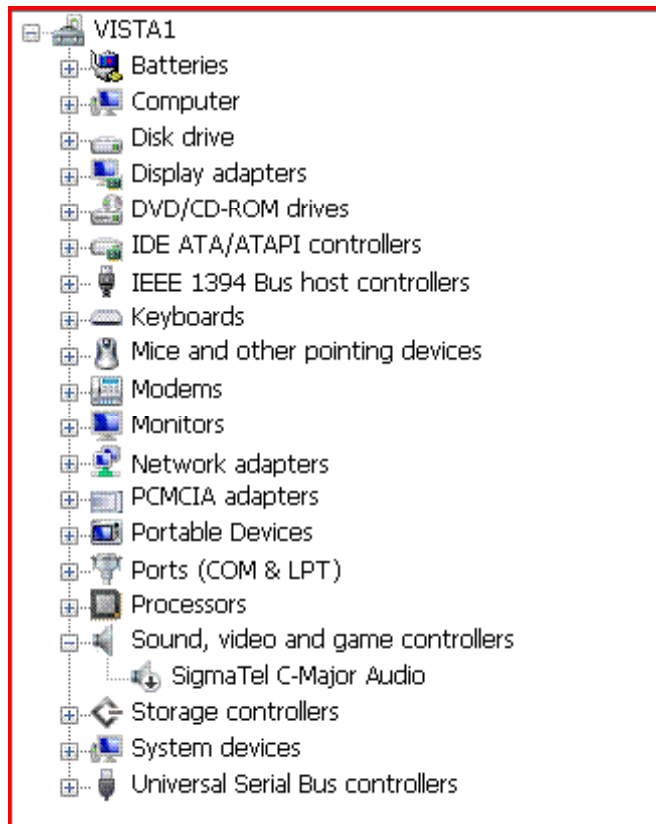 VISTA1
Batteries
Computer
Disk drive
Display adapters
DVD/CD-ROM drives
IDE ATA/ATAPI controllers
IEEE 1394 Bus host controllers
Keyboards
Mice and other pointing devices
Modems
Monitors
Network adapters
PCMCIA adapters
Portable Devices
Ports (COM & LPT)
Processors
Sound, video and game controllers
SigmaTel C-Major Audio
Storage controllers
System devices
Universal Serial Bus controllers